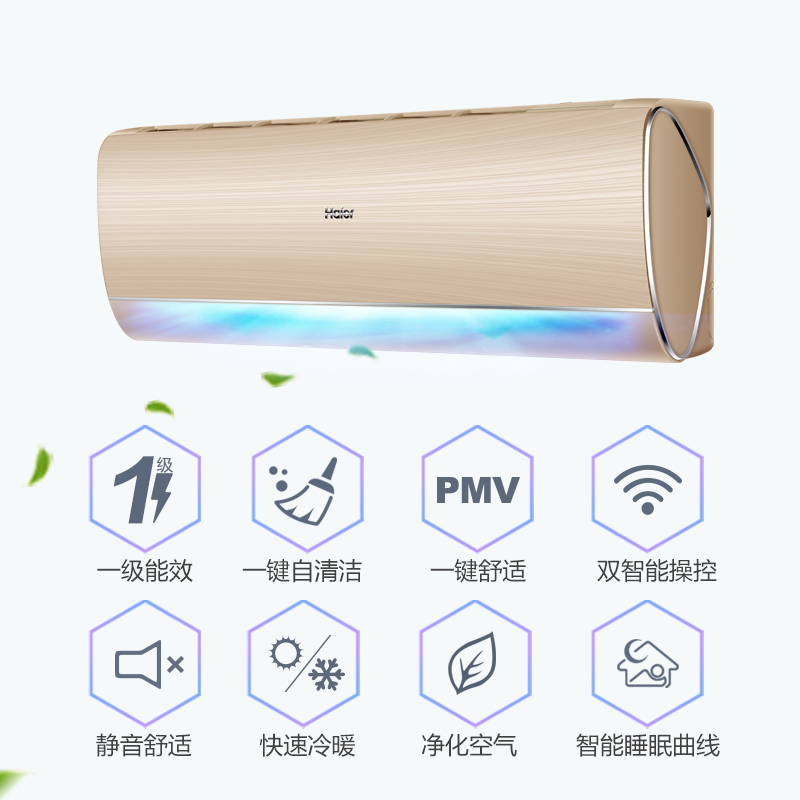 Haier
1级
PMV
一级能效
一键自清洁
一键舒适
双智能操控
静音舒适
快速冷暖
净化空气
智能睡眠曲线